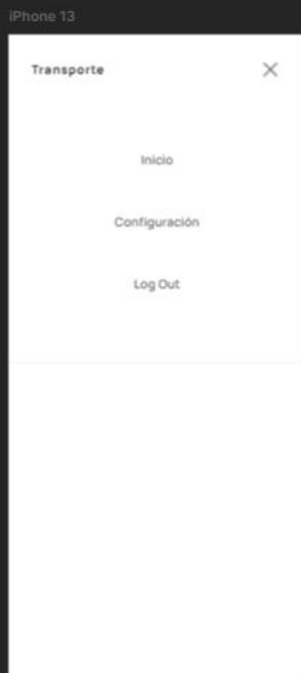 iPhone 13
Transporte
Inicio
Configuración
Log Out